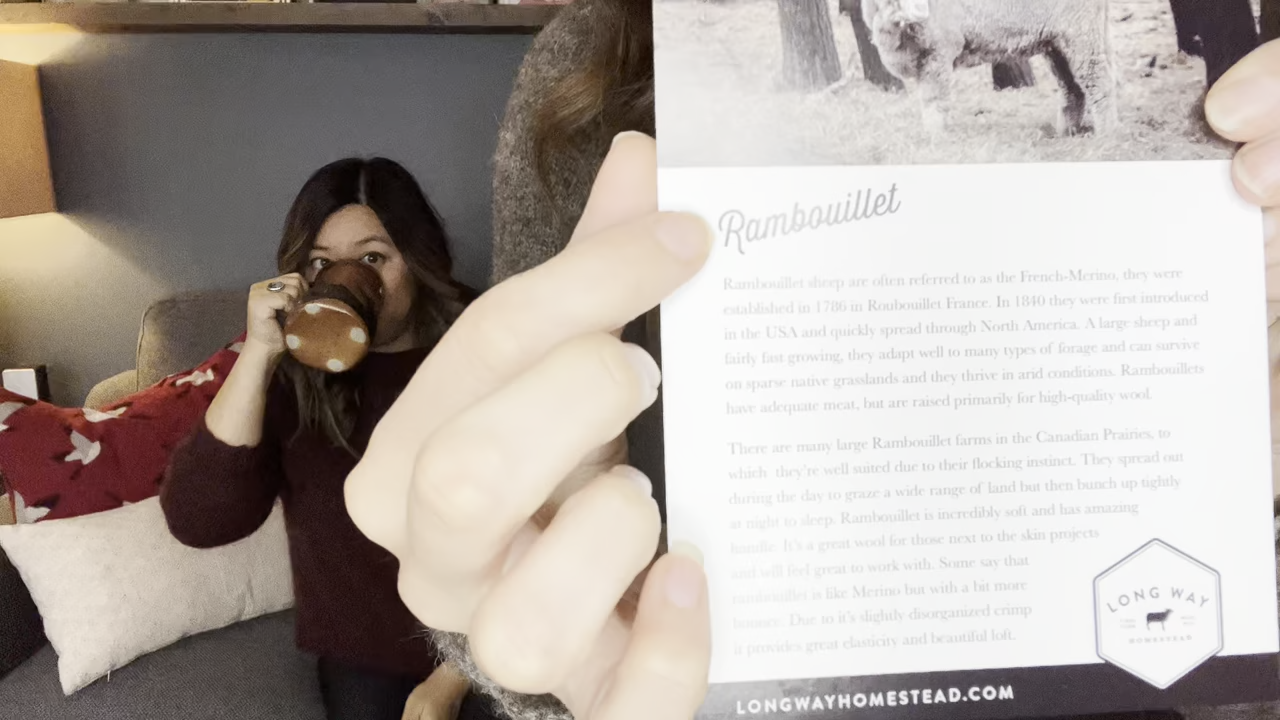 Rambouillet
Rambouillet sheep are often referred to as the French-Merino, they were
established in 1786 in Roubouillet France. In 1840 they were first introduced
in the USA and quickly spread through North America. A large sheep and
fairly fast growing, they adapt well to many types of forage and can survive
on sparse native grasslands and they thrive in arid conditions. Rambouillets
have adequate meat, but are raised primarily for high-quality wool.
There are many large Rambouillet farms in the Canadian Prairies, to
which they're well suited due to their flocking instinct. They spread out
during the day to graze a wide range of land but then bunch up tightly
at night to sleep. Rambouillet is incredibly soft and has amazing
handle. It's a great wool for those next to the skin projects
and will feel great to work with. Some say that
rambouillet is like Merino but with a bit more
bounce. Due to it's slightly disorganized crimp
it provides great elasticity and beautiful loft.
LONG WAY
HOMESTEAD
LONGWAYHOMESTEAD.COM